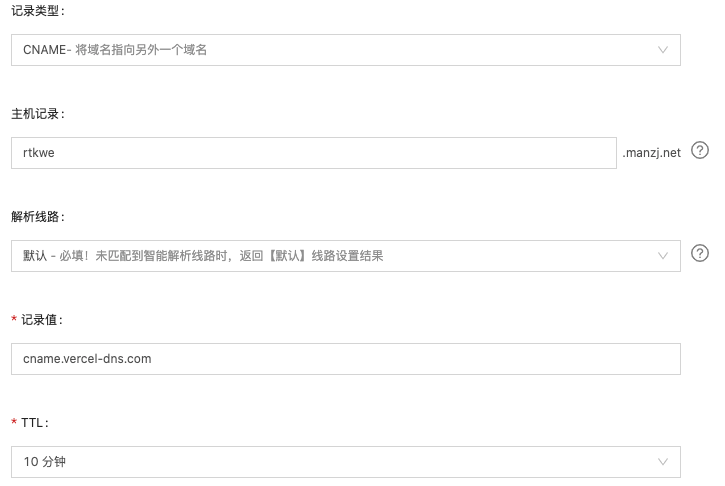 记录类型：
CNAME- 将域名指向另外一个域名
主机记录：
rtkwe .manzj.net
解析线路：
默认 - 必填！未匹配到智能解析线路时，返回【默认】线路设置结果
* 记录值：
cname.vercel-dns.com
* TTL：
10 分钟